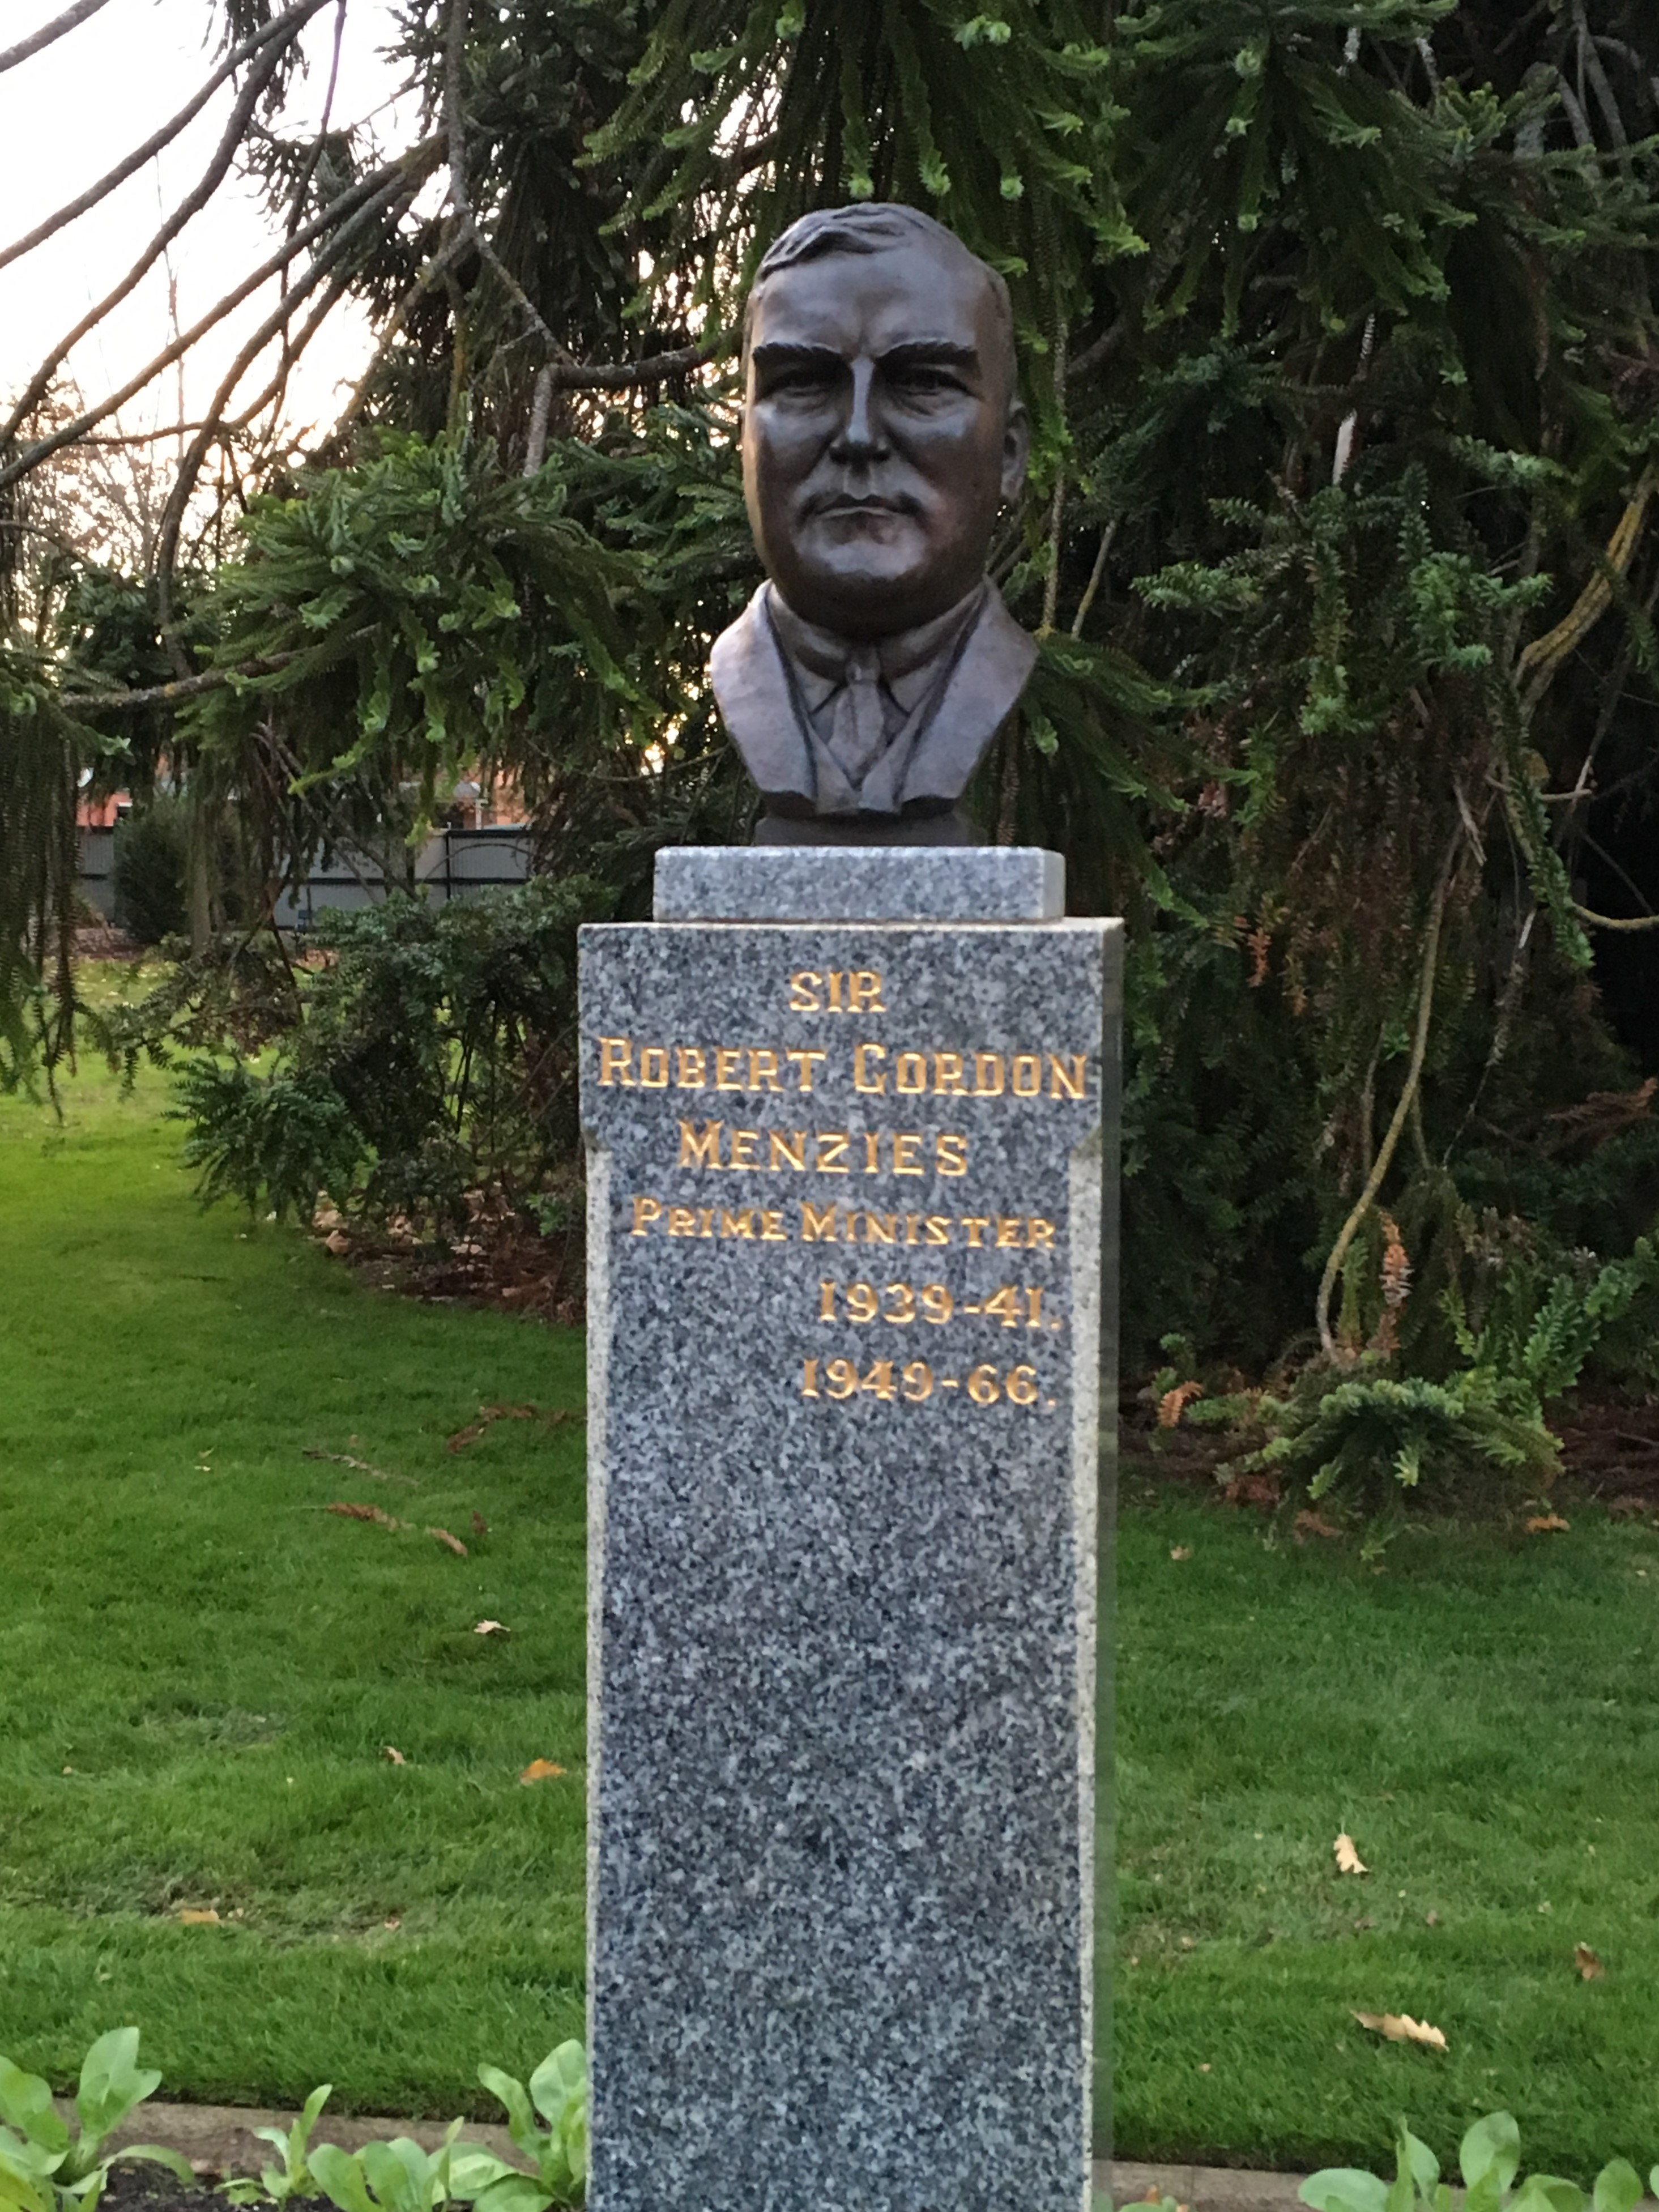 SIR
ROBERT GORDON
MENZIES
PRIME MINISTER
1939-41.
1949-66.